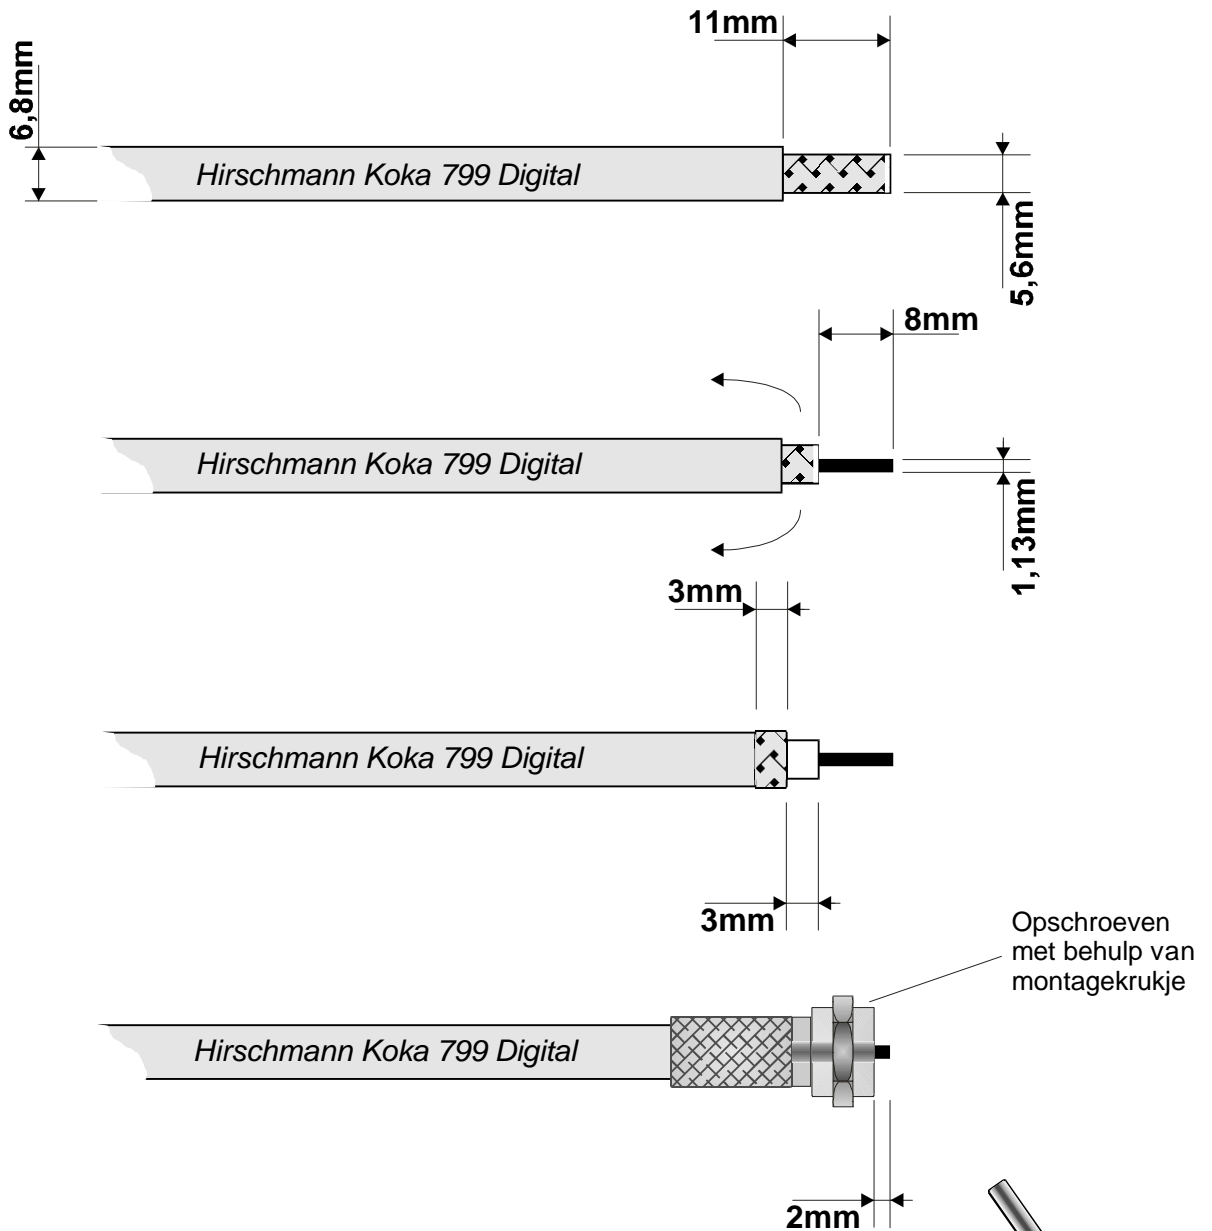 11mm
6,8mm
Hirschmann Koka 799 Digital
5,6mm
8mm
Hirschmann Koka 799 Digital
1,13mm
3mm
Hirschmann Koka 799 Digital
3mm
Opschroeven
met behulp van
montagekrukje
Hirschmann Koka 799 Digital
2mm